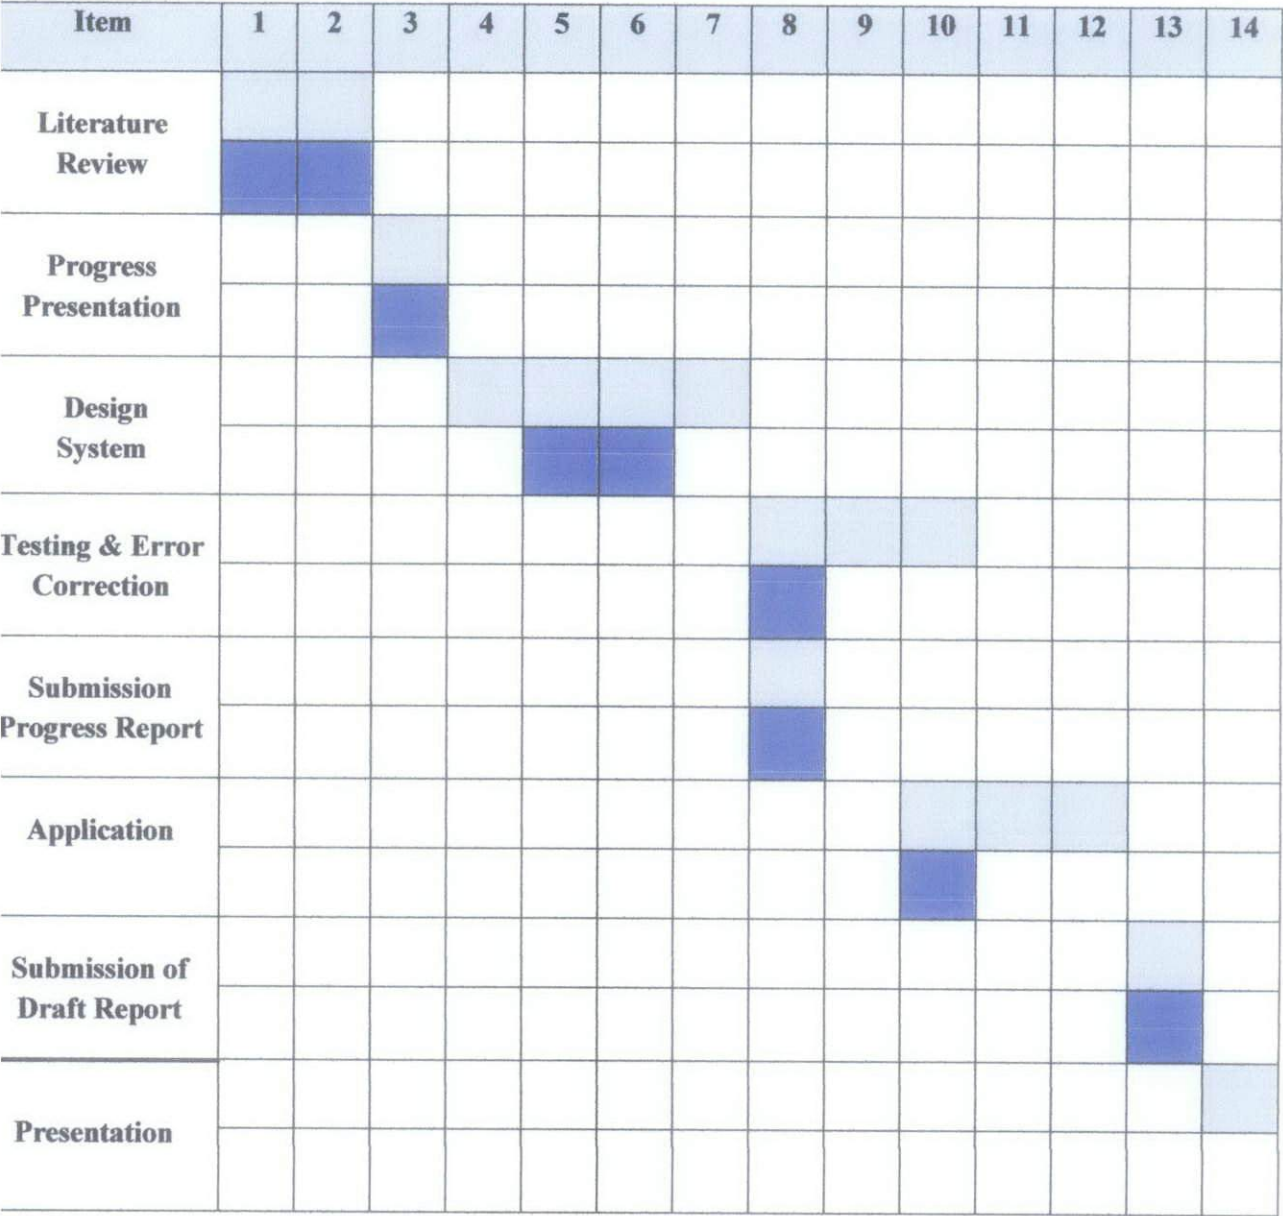 Item 1 2 3 4 5 6 7 8 9 10 11 12 13 14
Literature
Review
Progress
Presentation
Design
System
Testing & Error
Correction
Submission
Progress Report
Application
Submission of
Draft Report
Presentation